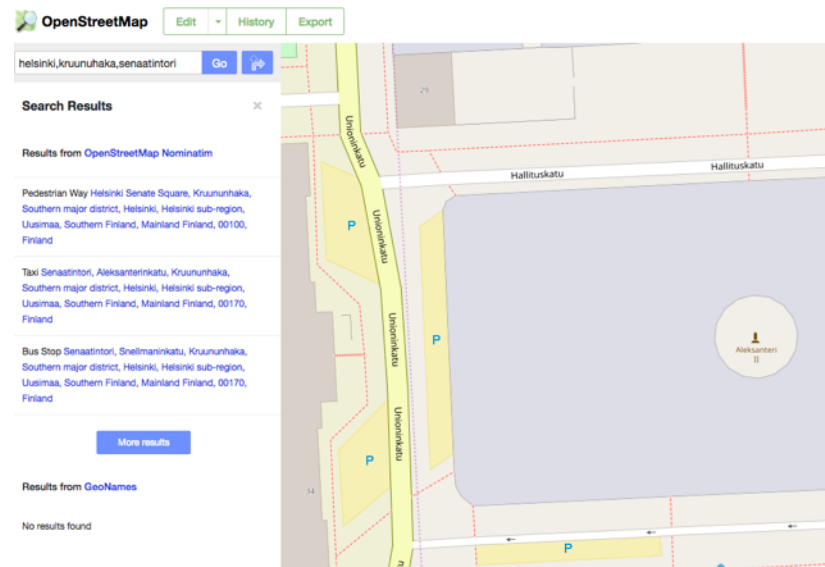 OpenStreetMap
Edit
History
Export
helsinki,kruunuhaka,senaatintori
Go
Search Results
×
Results from OpenStreetMap Nominatim
Pedestrian Way Helsinki Senate Square, Kruununhaka,
Southern major district, Helsinki, Helsinki sub-region,
Uusimaa, Southern Finland, Mainland Finland, 00100,
Finland
Taxi Senaatintori, Aleksanterinkatu, Kruununhaka,
Southern major district, Helsinki, Helsinki sub-region,
Uusimaa, Southern Finland, Mainland Finland, 00170,
Finland
Bus Stop Senaatintori, Snellmaninkatu, Kruununhaka,
Southern major district, Helsinki, Helsinki sub-region,
Uusimaa, Southern Finland, Mainland Finland, 00170,
Finland
More results
Results from GeoNames
No results found
29
Unioninkatu
Hallituskatu
Hallituskatu
P
Unioninkatu
Unioninkatu
P
Aleksanteri
II
Unioninkatu
P
P